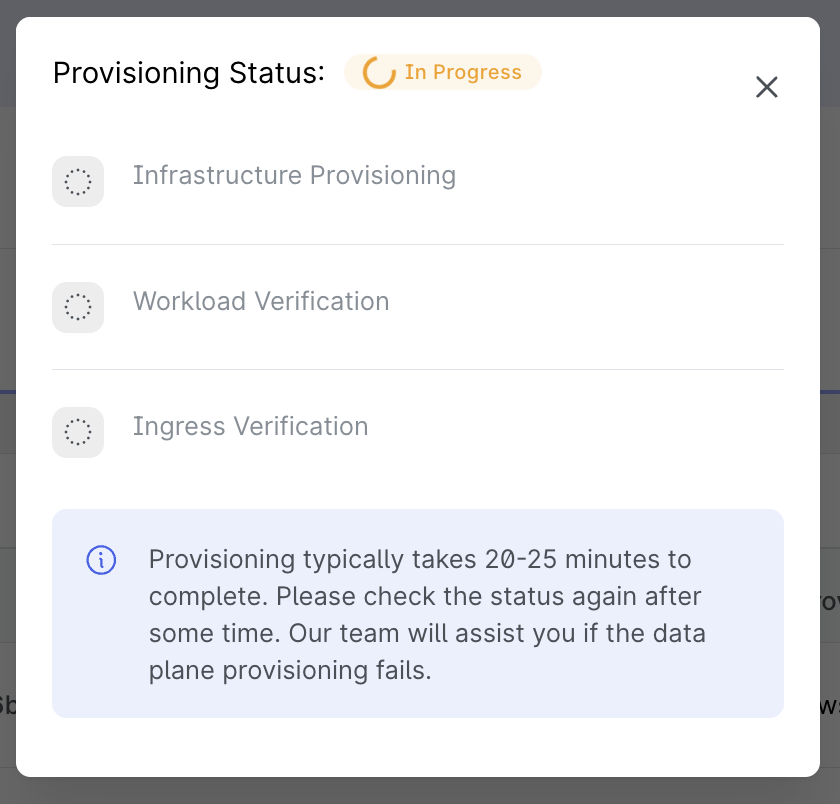 Provisioning Status: In Progress
Infrastructure Provisioning
Workload Verification
Ingress Verification
Provisioning typically takes 20-25 minutes to
complete. Please check the status again after
some time. Our team will assist you if the data
plane provisioning fails.